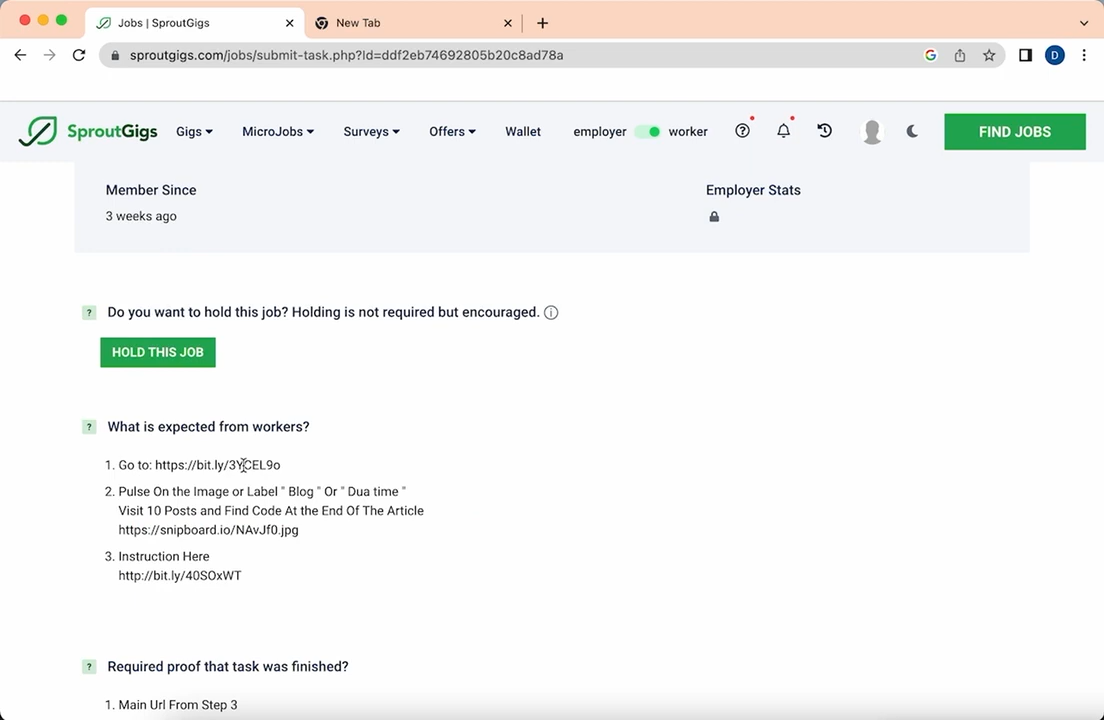 Jobs | SproutGigs
New Tab
sproutgigs.com/jobs/submit-task.php?Id=ddf2eb74692805b20c8ad78a
G
D
SproutGigs
Gigs
MicroJobs
Surveys
Offers
Wallet
employer
worker
FIND JOBS
Member Since
Employer Stats
3 weeks ago
? Do you want to hold this job? Holding is not required but encouraged.
HOLD THIS JOB
? What is expected from workers?
1. Go to: https://bit.ly/3YCEL9o
2. Pulse On the Image or Label " Blog " Or " Dua time "
Visit 10 Posts and Find Code At the End Of The Article
https://snipboard.io/NAvJf0.jpg
3. Instruction Here
http://bit.ly/40SOxWT
? Required proof that task was finished?
1. Main Url From Step 3